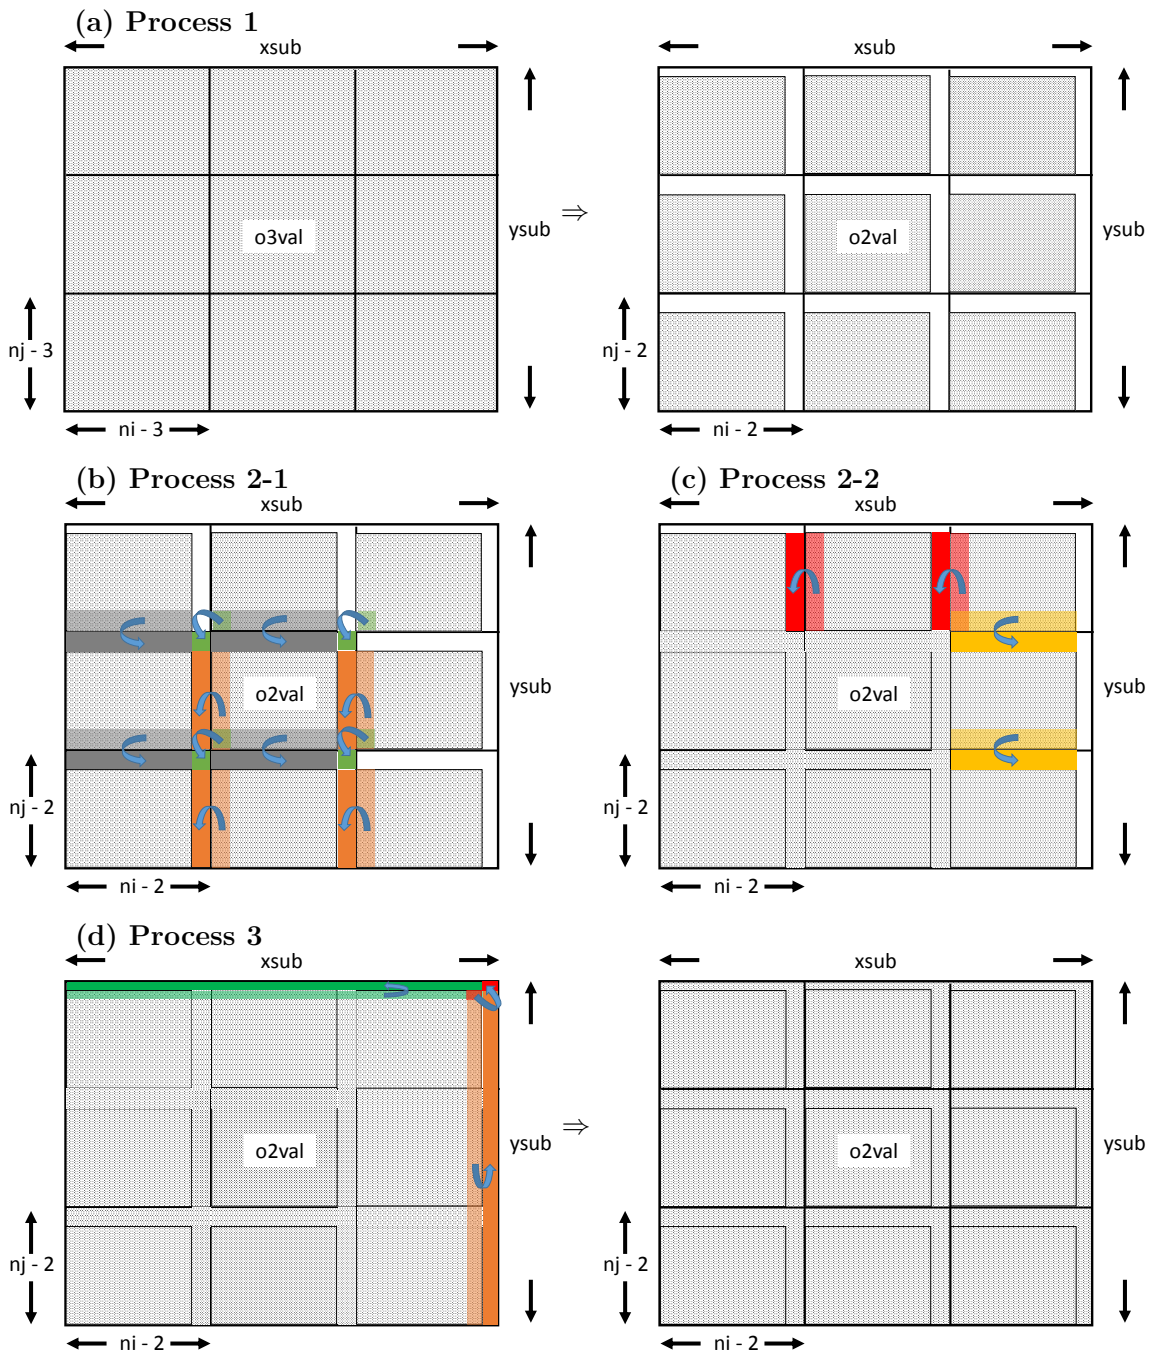 (a) Process 1
xsub
xsub
o3val
ysub
⇒
o2val
ysub
nj - 3
nj - 2
ni - 3
ni - 2
(b) Process 2-1
(c) Process 2-2
xsub
xsub
o2val
ysub
o2val
ysub
nj - 2
nj - 2
ni - 2
ni - 2
(d) Process 3
xsub
xsub
o2val
ysub
⇒
o2val
ysub
nj - 2
nj - 2
ni - 2
ni - 2